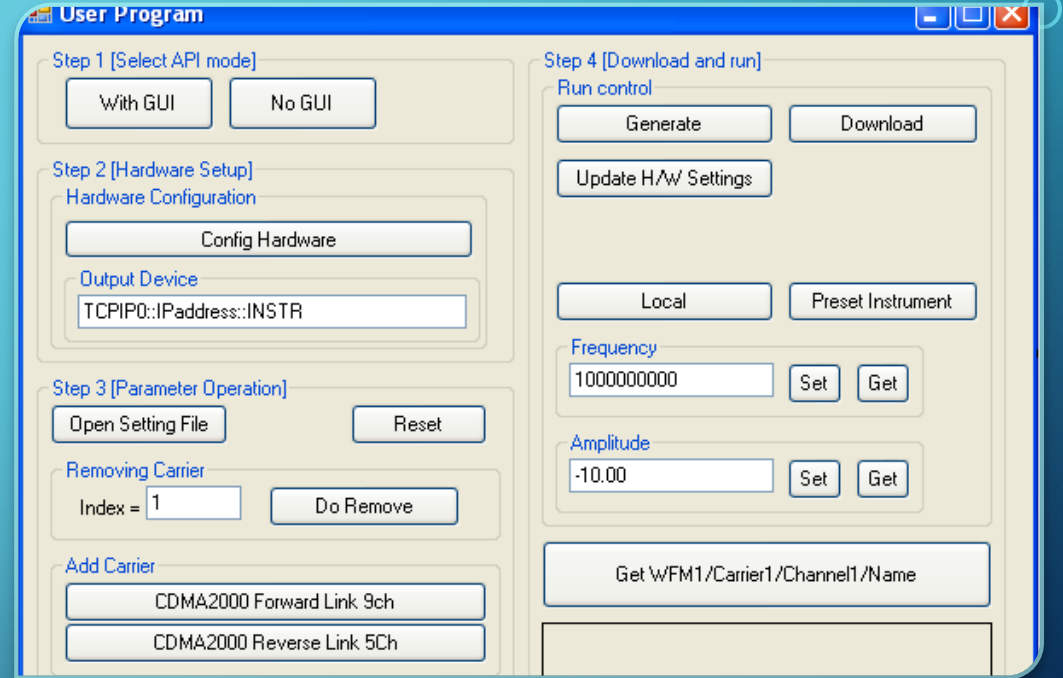 User Program
Step 1 [Select API mode]
With GUI
No GUI
Step 2 [Hardware Setup]
Hardware Configuration
Config Hardware
Output Device
TCPIP0::IPaddress::INSTR
Step 3 [Parameter Operation]
Open Setting File
Reset
Removing Carrier
Index = 1
Do Remove
Add Carrier
CDMA2000 Forward Link 9ch
CDMA2000 Reverse Link 5Ch
Step 4 [Download and run]
Run control
Generate
Download
Update H/W Settings
Local
Preset Instrument
Frequency
1000000000
Set
Get
Amplitude
-10.00
Set
Get
Get WFM1/Carrier1/Channel1/Name